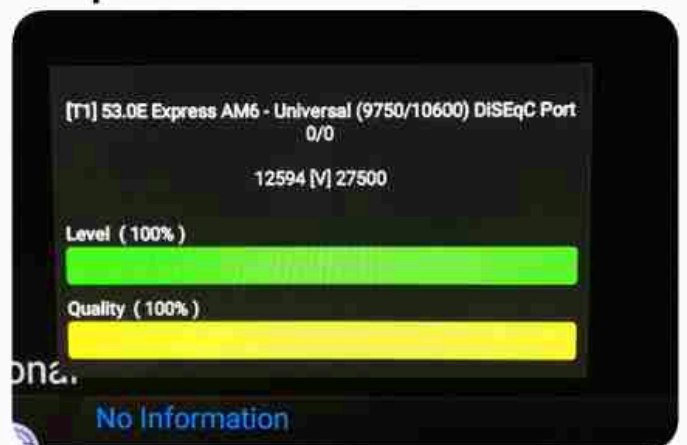 [T1] 53.0E Express AM6 - Universal (9750/10600) DiSEqC Port
0/0
12594 [V] 27500
Level ( 100% )
Quality ( 100% )
No Information